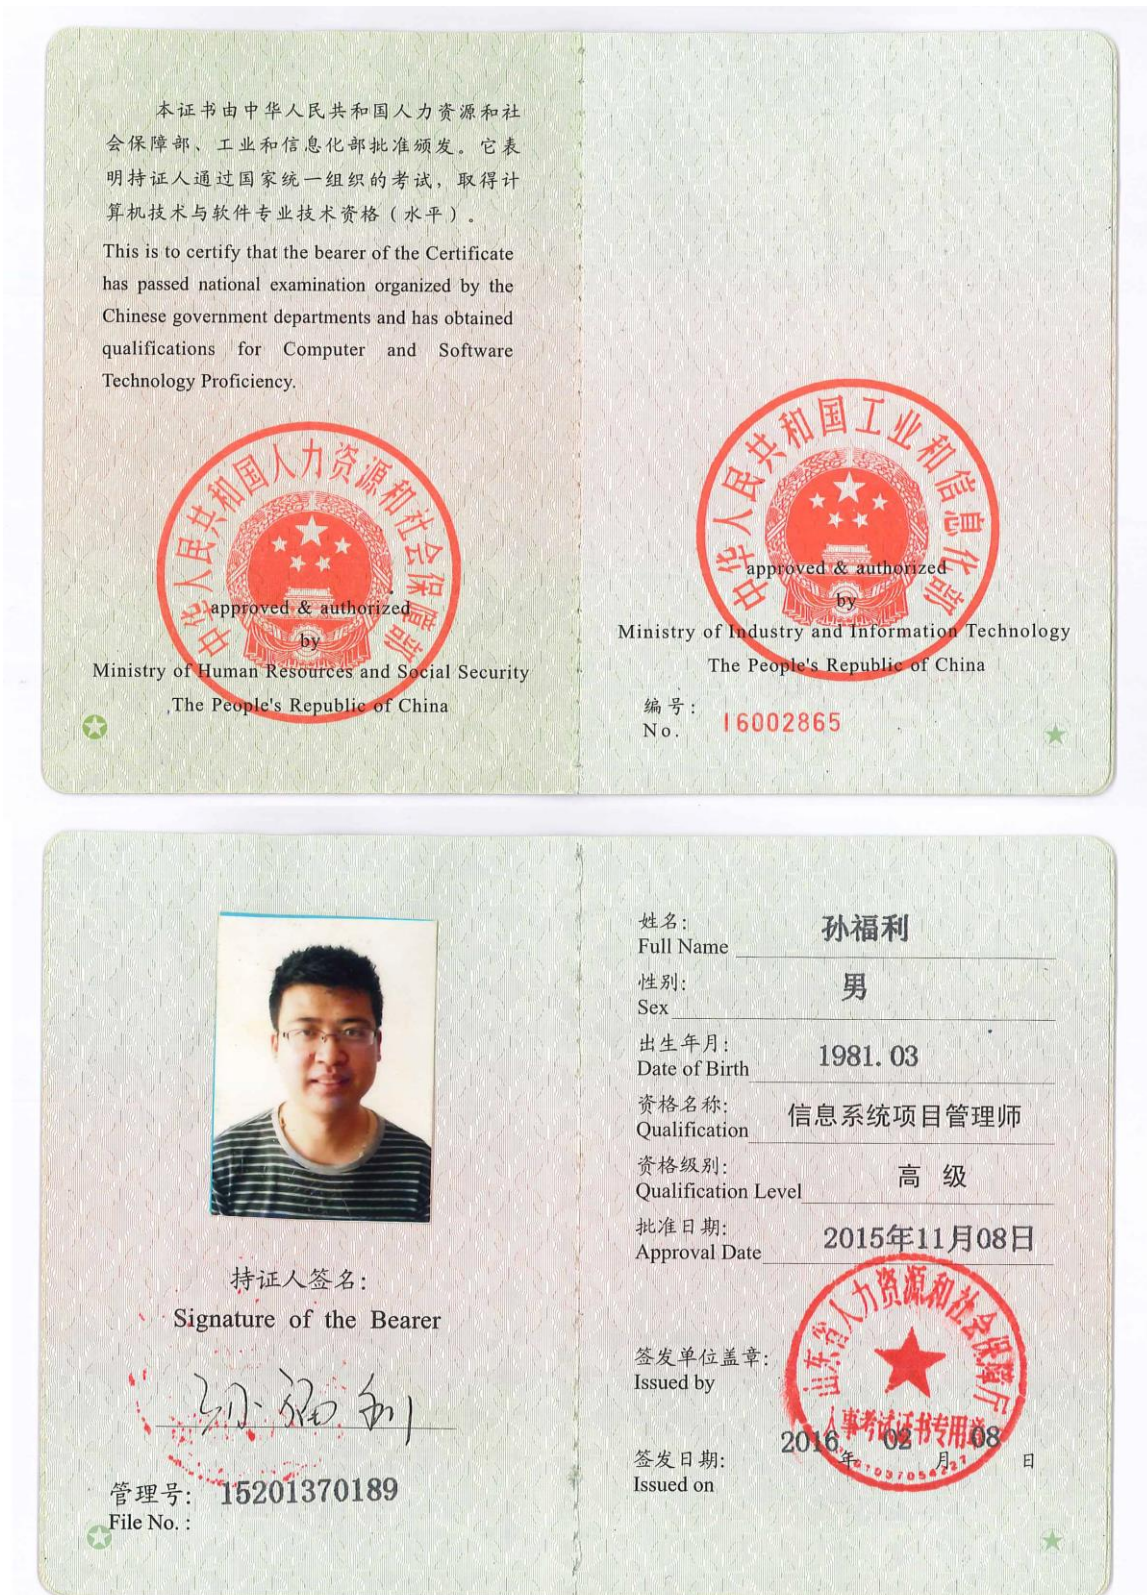 本证书由中华人民共和国人力资源和社
会保障部、工业和信息化部批准颁发。它表
明持证人通过国家统一组织的考试，取得计
算机技术与软件专业技术资格（水平）。
This is to certify that the bearer of the Certificate
has passed national examination organized by the
Chinese government departments and has obtained
qualifications for Computer and Software
Technology Proficiency.
中华人民共和国人力资源和社会保障部
approved & authorized
by
Ministry of Human Resources and Social Security
The People's Republic of China
中华人民共和国工业和信息化部
approved & authorized
by
Ministry of Industry and Information Technology
The People's Republic of China
编号:
No. 16002865
持证人签名:
Signature of the Bearer
孙福利
管理号: 15201370189
File No. :
姓名: 孙福利
Full Name
性别: 男
Sex
出生年月: 1981.03
Date of Birth
资格名称: 信息系统项目管理师
Qualification
资格级别: 高 级
Qualification Level
批准日期: 2015年11月08日
Approval Date
山东省人力资源和社会保障厅
签发单位盖章:
Issued by
人事考试证书专用章
签发日期: 2016 年 02 月 08 日
Issued on